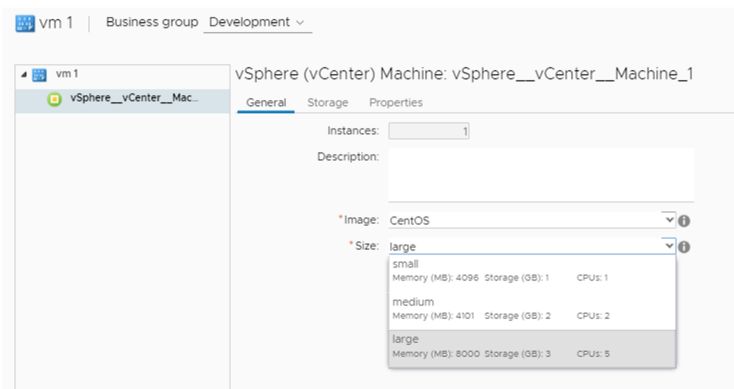 vm 1 Business group Development
vm 1
vSphere__vCenter__Mac...
vSphere (vCenter) Machine: vSphere__vCenter__Machine_1
General Storage Properties
Instances: 1
Description:
*Image: CentOS
*Size: large
small
Memory (MB): 4096 Storage (GB): 1 CPUs: 1
medium
Memory (MB): 4101 Storage (GB): 2 CPUs: 2
large
Memory (MB): 8000 Storage (GB): 3 CPUs: 5